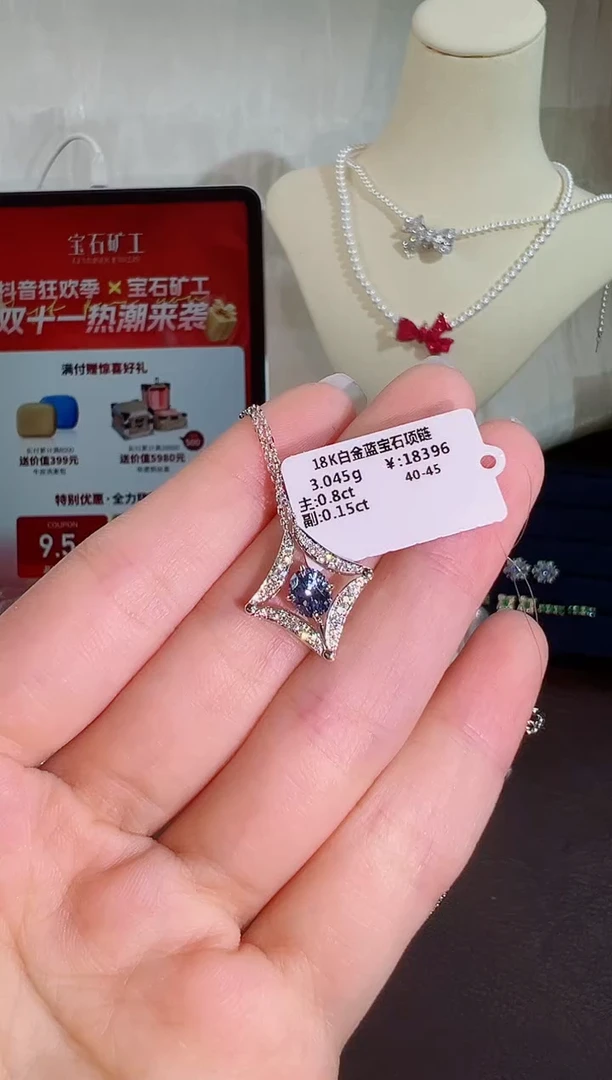 宝石矿工
抖音狂欢季 × 宝石矿工
双十一热潮来袭
满付赠惊喜好礼
送价值399元
送价值5980元
特别优惠·全力
COUPON
9.5
18K白金蓝宝石项链
3.045g ¥:18396
主:0.8ct 40-45
副:0.15ct